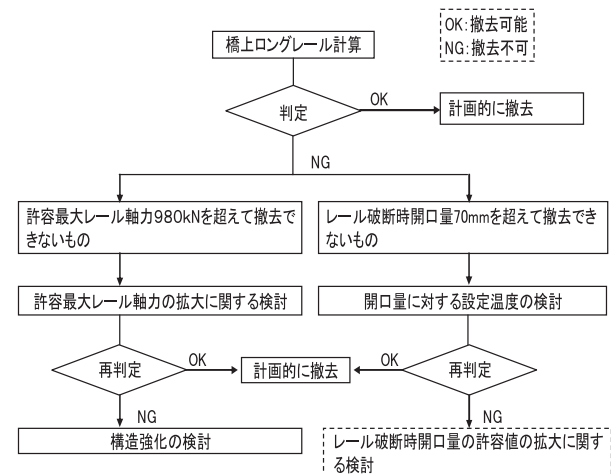 橋上ロングレール計算
OK:撤去可能
NG:撤去不可
判定
OK
計画的に撤去
NG
許容最大レール軸力980kNを超えて撤去で
きないもの
レール破断時開口量70mmを超えて撤去でき
ないもの
許容最大レール軸力の拡大に関する検討
開口量に対する設定温度の検討
再判定
OK
計画的に撤去
OK
再判定
NG
NG
構造強化の検討
レール破断時開口量の許容値の拡大に関す
る検討